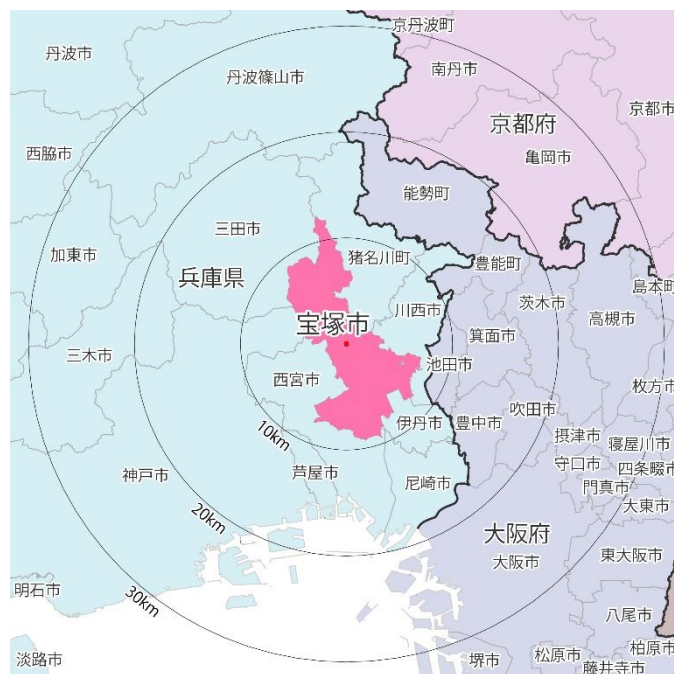 京丹波町
丹波市
南丹市
丹波篠山市
京都市
京都府
西脇市
亀岡市
能勢町
三田市
加東市
猪名川町
豊能町
兵庫県
島本町
茨木市
川西市
高槻市
宝塚市
箕面市
三木市
池田市
西宮市
枚方市
吹田市
伊丹市
豊中市
10km
摂津市
寝屋川市
守口市
四条畷市
芦屋市
神戸市
尼崎市
門真市
大東市
20km
大阪府
東大阪市
大阪市
明石市
30km
八尾市
柏原市
淡路市
堺市
松原市
藤井寺市